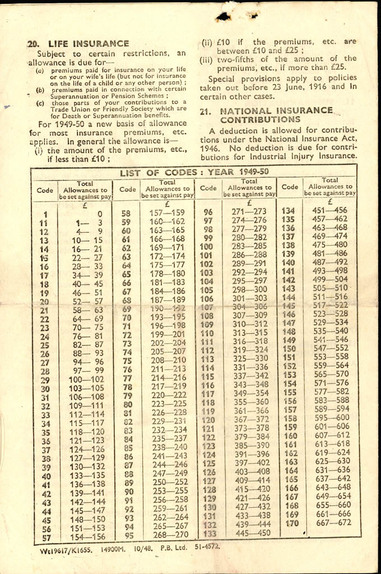 20. LIFE INSURANCE
Subject to certain restrictions, an
allowance is due for—
(a) premiums paid for insurance on your life
or on your wife's life (but not for insurance
on the life of a child or any other person) ;
(b) premiums paid in connection with certain
Superannuation or Pension Schemes ;
(c) those parts of your contributions to a
Trade Union or Friendly Society which are
for Death or Superannuation benefits.
For 1949-50 a new basis of allowance
for most insurance premiums, etc.
applies. In general the allowance is—
(i) the amount of the premiums, etc.,
if less than £10 ;
(ii) £10 if the premiums, etc. are
between £10 and £25 ;
(iii) two-fifths of the amount of the
premiums, etc., if more than £25.
Special provisions apply to policies
taken out before 23 June, 1916 and in
certain other cases.
21. NATIONAL INSURANCE
CONTRIBUTIONS
A deduction is allowed for contribu-
tions under the National Insurance Act,
1946. No deduction is due for contri-
butions for Industrial Injury Insurance.
LIST OF CODES : YEAR 1949-50
Code Total Allowances to be set against pay Code Total Allowances to be set against pay Code Total Allowances to be set against pay Code Total Allowances to be set against pay
£ £ £ £
1 0 58 157—159 96 271—273 134 451—456
11 1— 3 59 160—162 97 274—276 135 457—462
12 4— 9 60 163—165 98 277—279 136 463—468
13 10— 15 61 166—168 99 280—282 137 469—474
14 16— 21 62 169—171 100 283—285 138 475—480
15 22— 27 63 172—174 101 286—288 139 481—486
16 28— 33 64 175—177 102 289—291 140 487—492
17 34— 39 65 178—180 103 292—294 141 493—498
18 40— 45 66 181—183 104 295—297 142 499—504
19 46— 51 67 184—186 105 298—300 143 505—510
20 52— 57 68 187—189 106 301—303 144 511—516
21 58— 63 69 190—192 107 304—306 145 517—522
22 64— 69 70 193—195 108 307—309 146 523—528
23 70— 75 71 196—198 109 310—312 147 529—534
24 76— 81 72 199—201 110 313—315 148 535—540
25 82— 87 73 202—204 111 316—318 149 541—546
26 88— 93 74 205—207 112 319—324 150 547—552
27 94— 96 75 208—210 113 325—330 151 553—558
28 97— 99 76 211—213 114 331—336 152 559—564
29 100—102 77 214—216 115 337—342 153 565—570
30 103—105 78 217—219 116 343—348 154 571—576
31 106—108 79 220—222 117 349—354 155 577—582
32 109—111 80 223—225 118 355—360 156 583—588
33 112—114 81 226—228 119 361—366 157 589—594
34 115—117 82 229—231 120 367—372 158 595—600
35 118—120 83 232—234 121 373—378 159 601—606
36 121—123 84 235—237 122 379—384 160 607—612
37 124—126 85 238—240 123 385—390 161 613—618
38 127—129 86 241—243 124 391—396 162 619—624
39 130—132 87 244—246 125 397—402 163 625—630
40 133—135 88 247—249 126 403—408 164 631—636
41 136—138 89 250—252 127 409—414 165 637—642
42 139—141 90 253—255 128 415—420 166 643—648
43 142—144 91 256—258 129 421—426 167 649—654
44 145—147 92 259—261 130 427—432 168 655—660
45 148—150 93 262—264 131 433—438 169 661—666
56 151—153 94 265—267 132 439—444 170 667—672
57 154—156 95 268—270 133 445—450
Wt19617/K1655. 14900M. 10/48. P.B. Ltd. 51-4572.